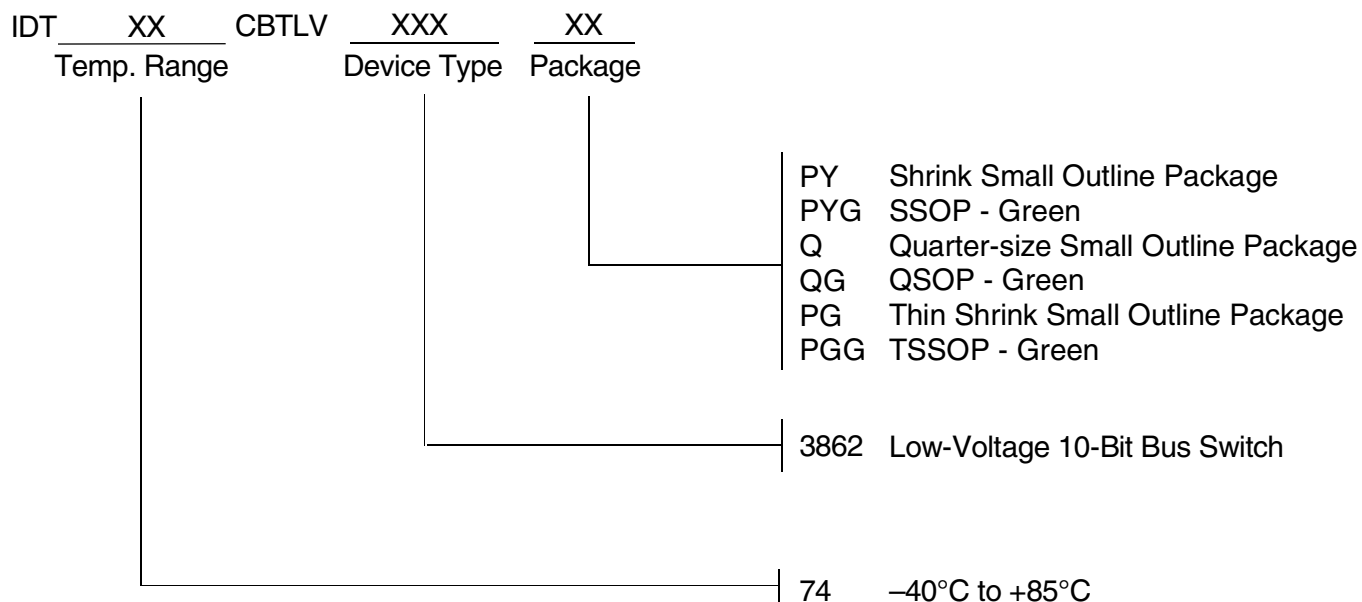 IDT XX CBTLV XXX XX
Temp. Range Device Type Package
PY Shrink Small Outline Package
PYG SSOP - Green
Q Quarter-size Small Outline Package
QG QSOP - Green
PG Thin Shrink Small Outline Package
PGG TSSOP - Green
3862 Low-Voltage 10-Bit Bus Switch
74 –40°C to +85°C